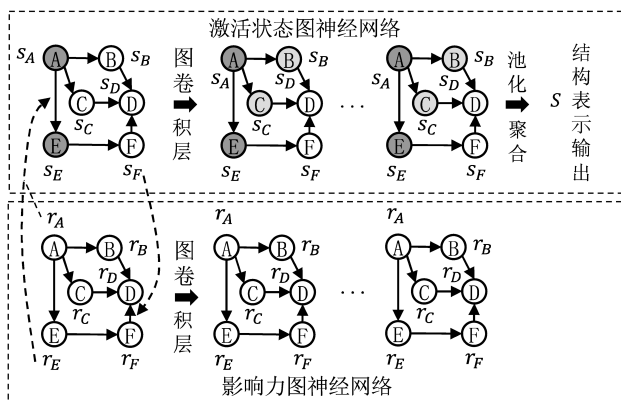 激活状态图神经网络
s_A A B s_B
s_D
C D
s_C
E F
s_E s_F
图卷积层
A B s_B
s_A s_D
C D
s_C
E F
s_E s_F
...
A B s_B
s_A s_D
C D
s_C
E F
s_E s_F
池化聚合
S
结构表示输出
r_A
A B r_B
r_D
C D
r_C
E F
r_E r_F
图卷积层
r_A
A B r_B
r_D
C D
r_C
E F
r_E r_F
...
r_A
A B r_B
r_D
C D
r_C
E F
r_E r_F
影响力图神经网络